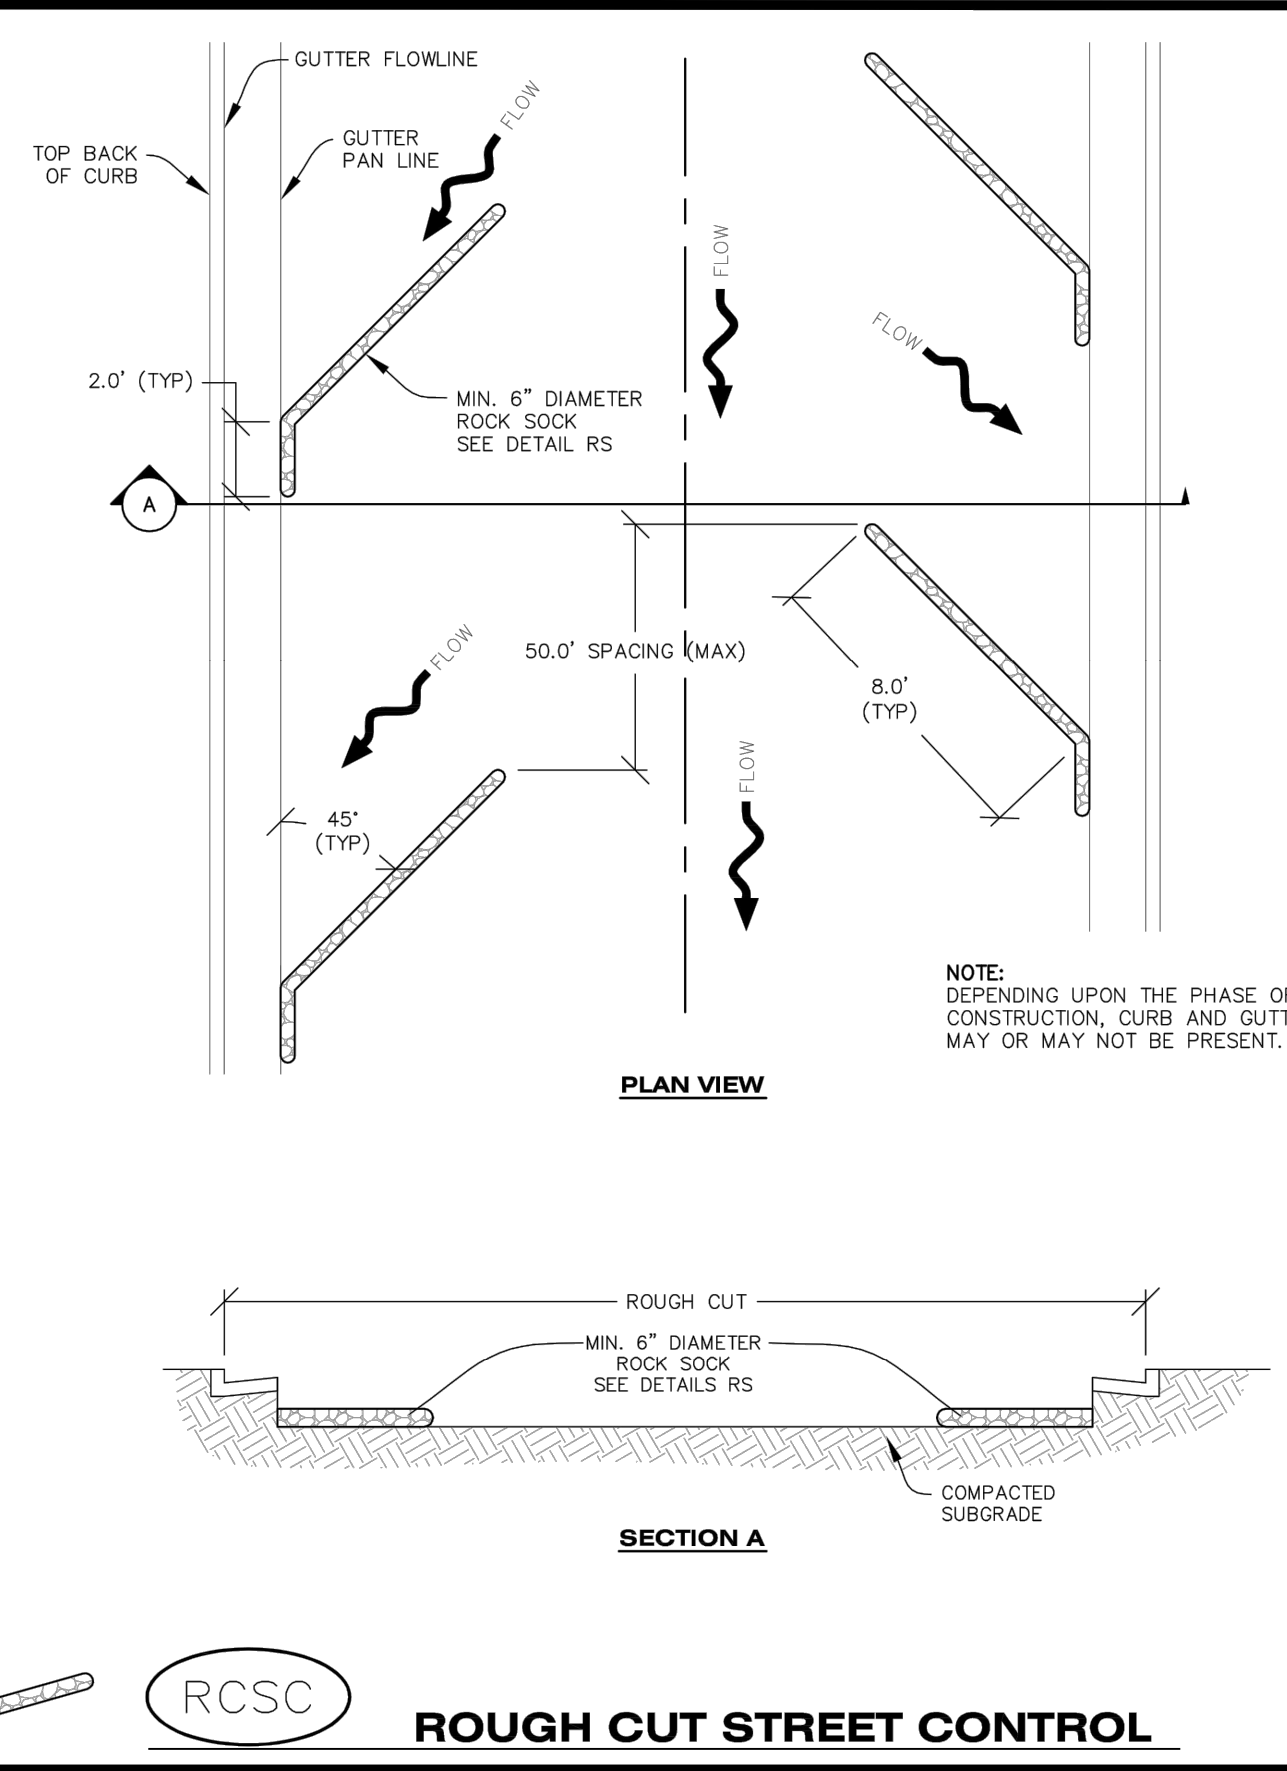 GUTTER FLOWLINE
TOP BACK
OF CURB
GUTTER
PAN LINE
FLOW
FLOW
FLOW
2.0' (TYP)
MIN. 6" DIAMETER
ROCK SOCK
SEE DETAIL RS
A
FLOW
50.0' SPACING (MAX)
8.0'
(TYP)
FLOW
45°
(TYP)
NOTE:
DEPENDING UPON THE PHASE OF
CONSTRUCTION, CURB AND GUTT
MAY OR MAY NOT BE PRESENT.
PLAN VIEW
ROUGH CUT
MIN. 6" DIAMETER
ROCK SOCK
SEE DETAILS RS
COMPACTED
SUBGRADE
SECTION A
RCSC
ROUGH CUT STREET CONTROL